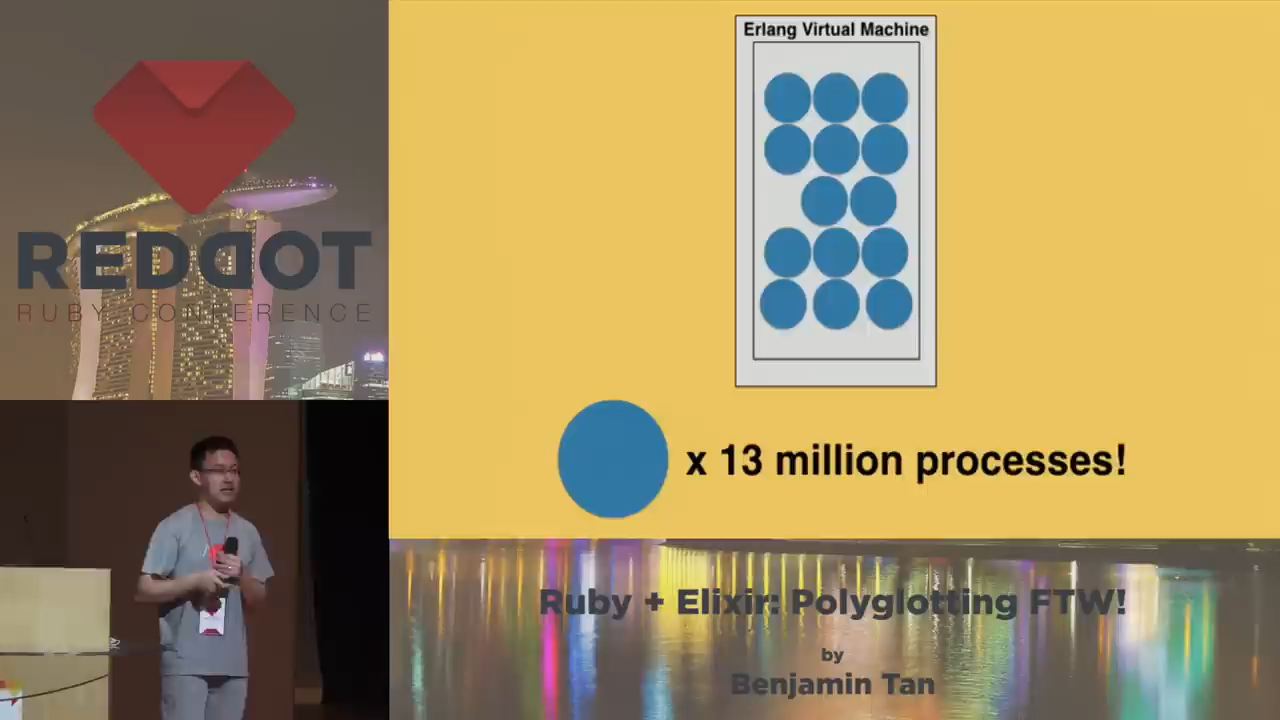 REDDOT
RUBY CONFERENCE
Erlang Virtual Machine
x 13 million processes!
Ruby + Elixir: Polyglotting FTW!
by
Benjamin Tan